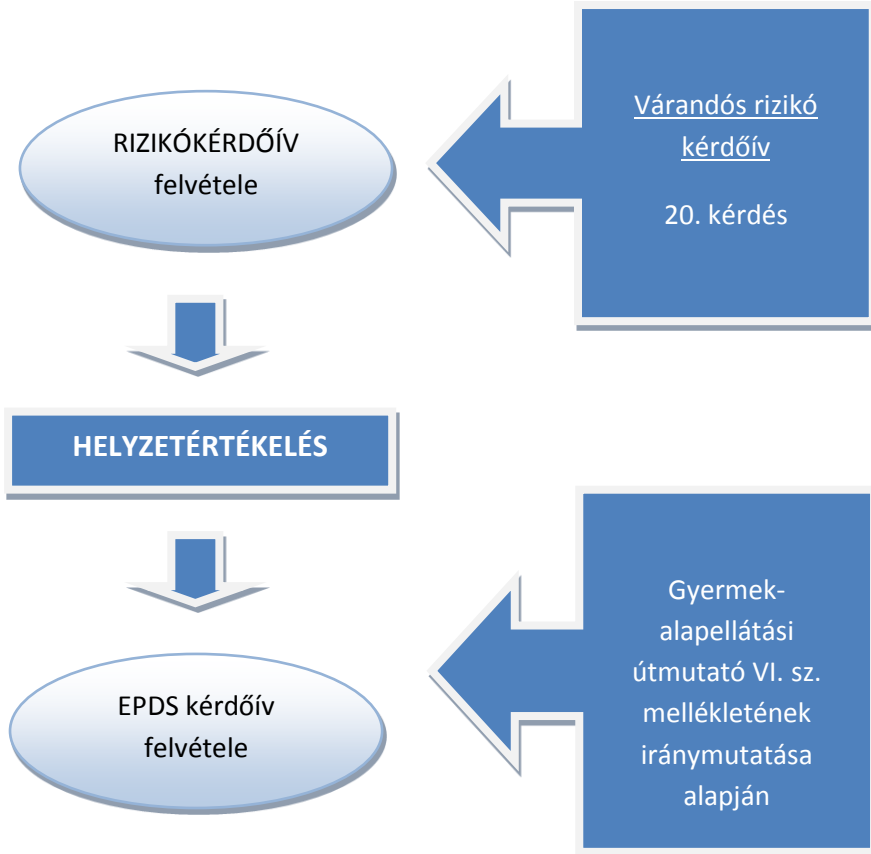 RIZIKÓKÉRDŐÍV
felvétele
Várandós rizikó
kérdőív
20. kérdés
HELYZETÉRTÉKELÉS
EPDS kérdőív
felvétele
Gyermek-
alapellátási
útmutató VI. sz.
mellékletének
iránymutatása
alapján